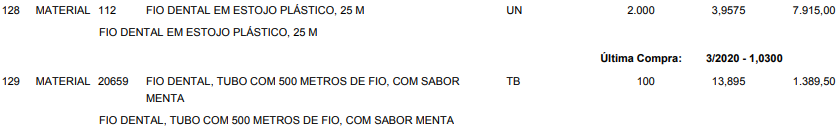 128 MATERIAL 112 FIO DENTAL EM ESTOJO PLÁSTICO, 25 M UN 2.000 3,9575 7.915,00
FIO DENTAL EM ESTOJO PLÁSTICO, 25 M
Última Compra: 3/2020 - 1,0300
129 MATERIAL 20659 FIO DENTAL, TUBO COM 500 METROS DE FIO, COM SABOR TB 100 13,895 1.389,50
MENTA
FIO DENTAL, TUBO COM 500 METROS DE FIO, COM SABOR MENTA